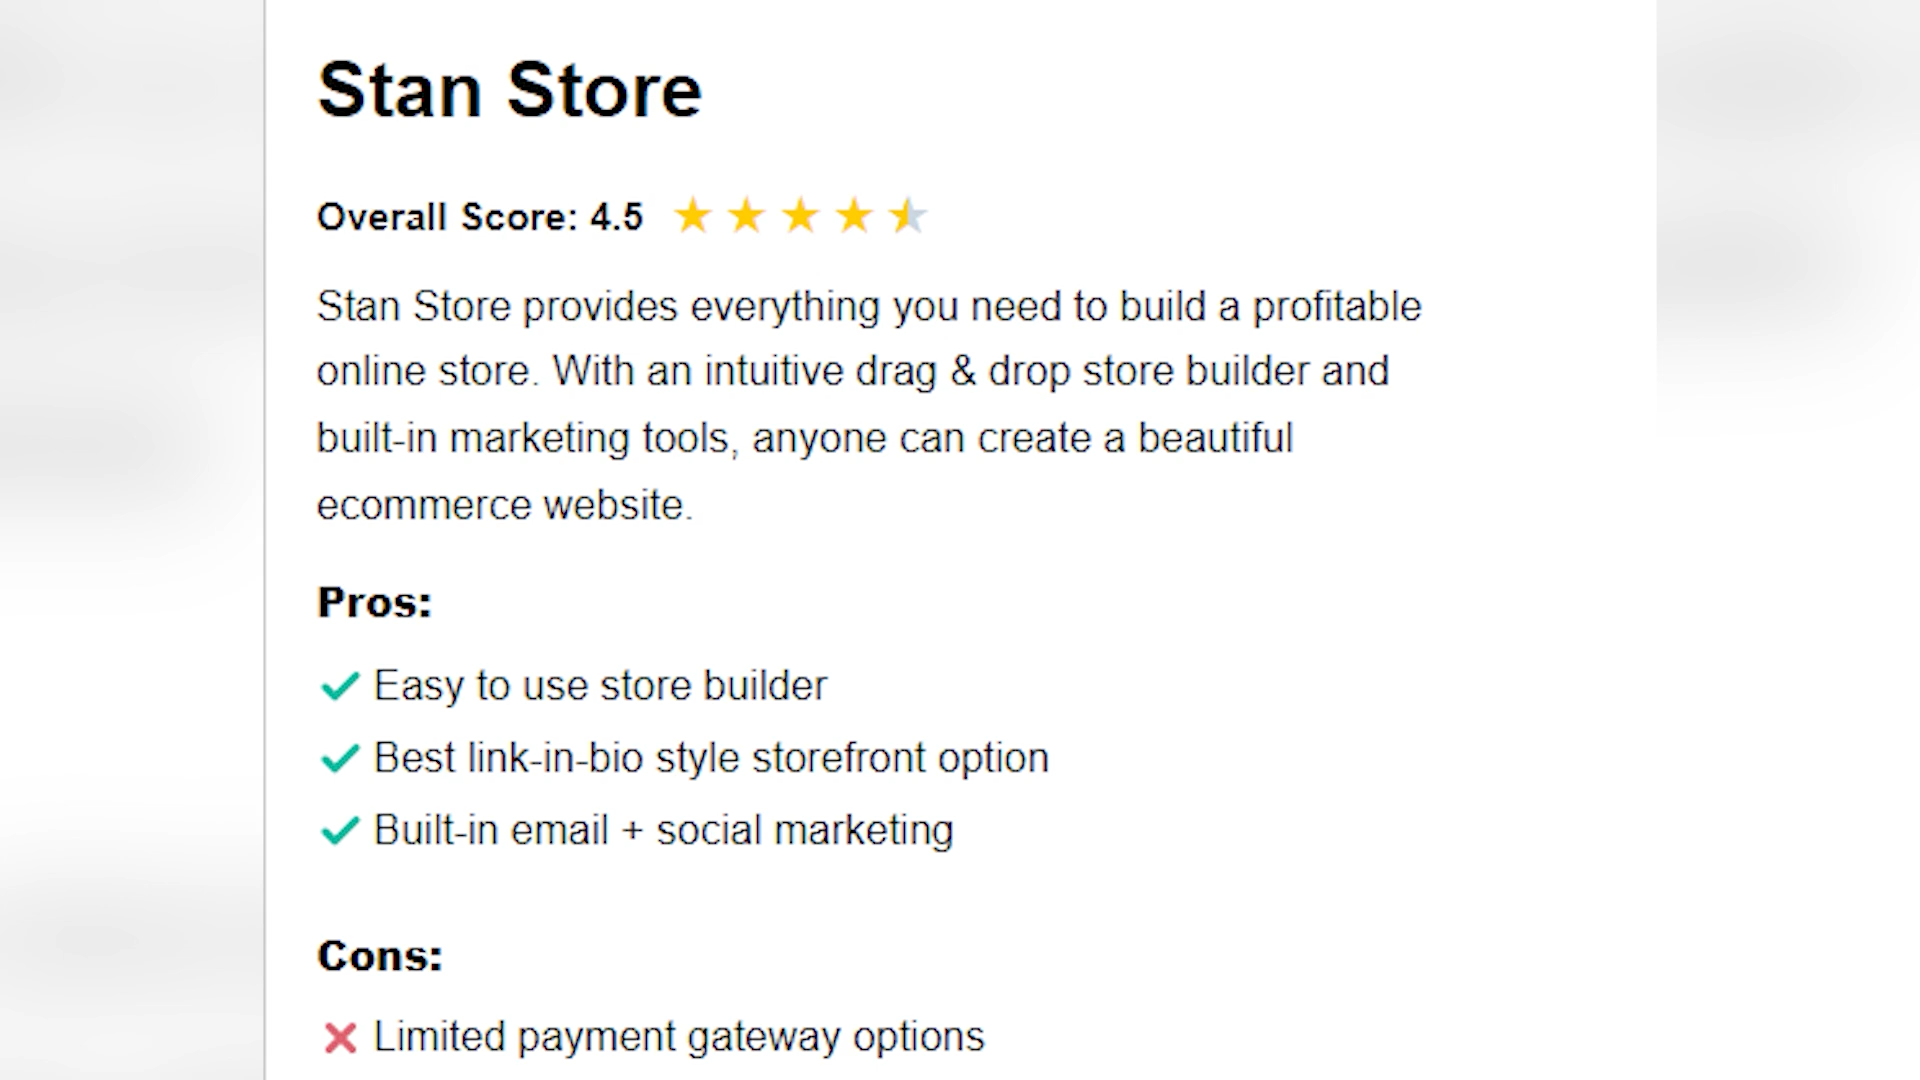 Stan Store
Overall Score: 4.5
Stan Store provides everything you need to build a profitable
online store. With an intuitive drag & drop store builder and
built-in marketing tools, anyone can create a beautiful
ecommerce website.
Pros:
Easy to use store builder
Best link-in-bio style storefront option
Built-in email + social marketing
Cons:
Limited payment gateway options